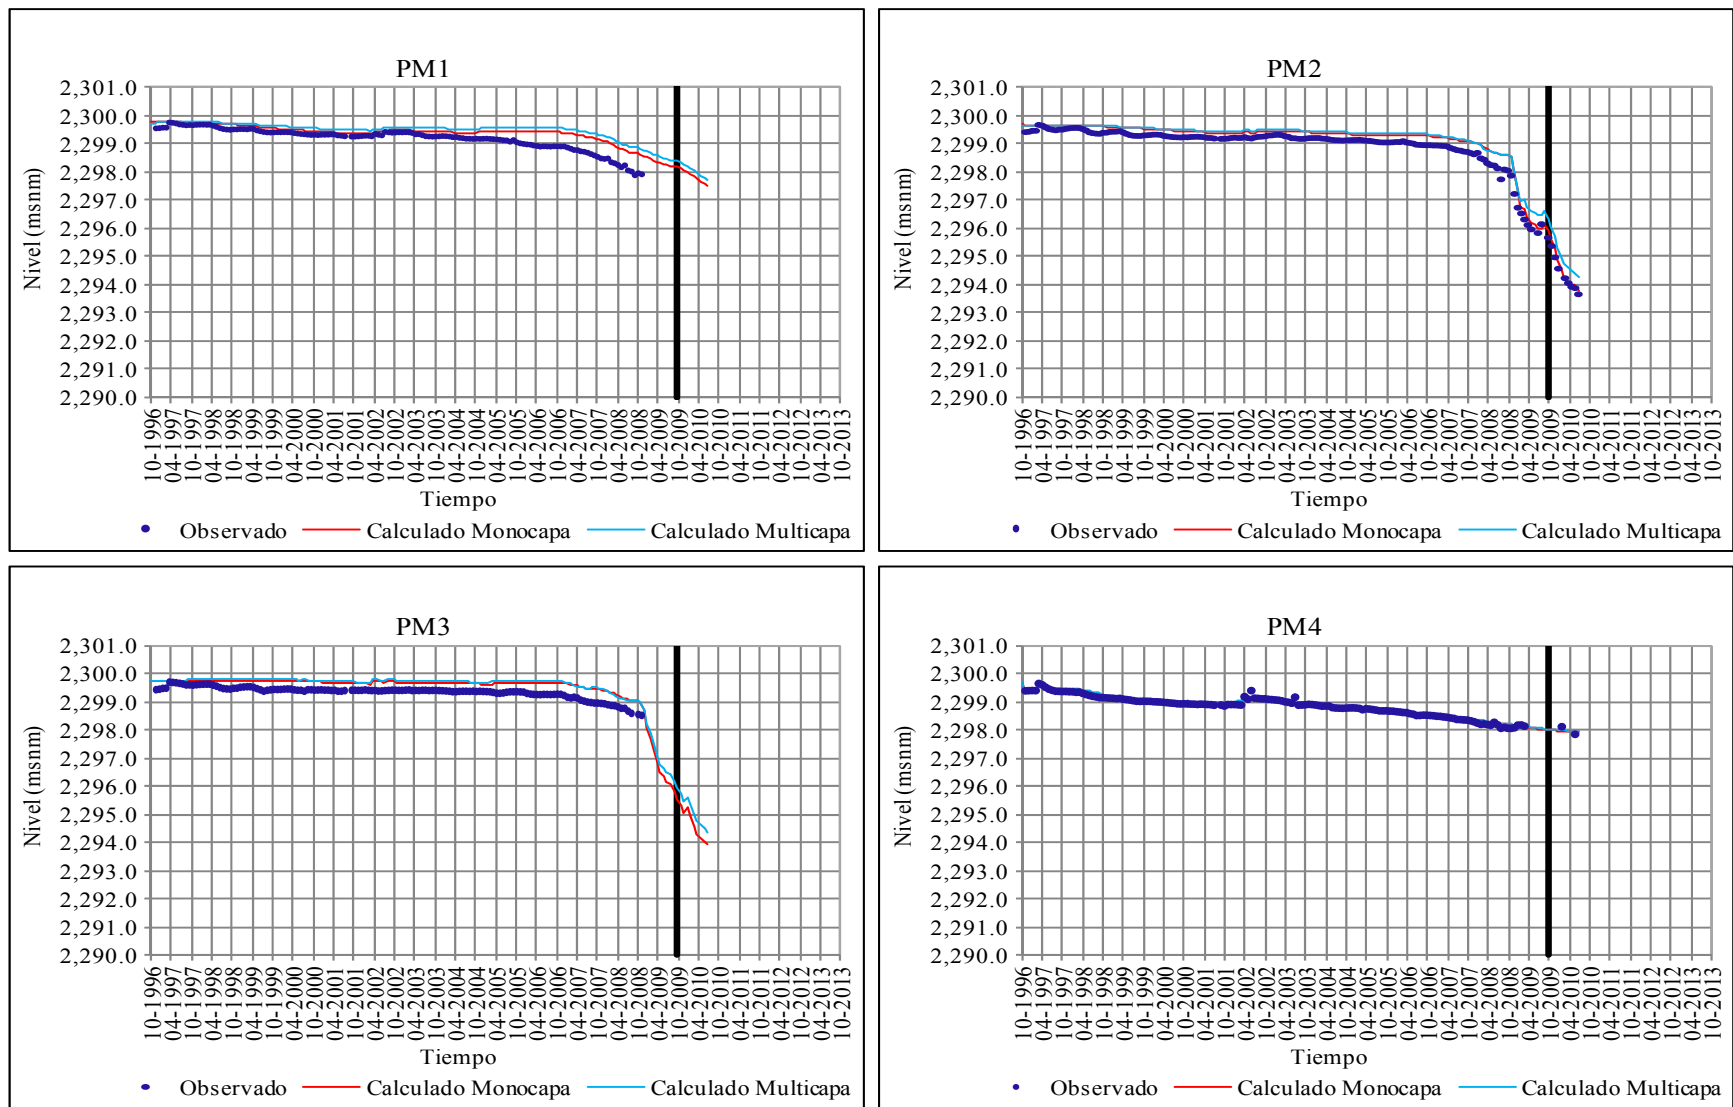 PM1
2,301.0
2,300.0
2,299.0
2,298.0
2,297.0
2,296.0
2,295.0
2,294.0
2,293.0
2,292.0
2,291.0
2,290.0
Nivel (msnm)
10-1996 04-1997 10-1997 04-1998 10-1998 04-1999 10-1999 04-2000 10-2000 04-2001 10-2001 04-2002 10-2002 04-2003 10-2003 04-2004 10-2004 04-2005 10-2005 04-2006 10-2006 04-2007 10-2007 04-2008 10-2008 04-2009 10-2009 04-2010 10-2010 04-2011 10-2011 04-2012 10-2012 04-2013 10-2013
Tiempo
Observado Calculado Monocapa Calculado Multicapa
PM2
2,301.0
2,300.0
2,299.0
2,298.0
2,297.0
2,296.0
2,295.0
2,294.0
2,293.0
2,292.0
2,291.0
2,290.0
Nivel (msnm)
10-1996 04-1997 10-1997 04-1998 10-1998 04-1999 10-1999 04-2000 10-2000 04-2001 10-2001 04-2002 10-2002 04-2003 10-2003 04-2004 10-2004 04-2005 10-2005 04-2006 10-2006 04-2007 10-2007 04-2008 10-2008 04-2009 10-2009 04-2010 10-2010 04-2011 10-2011 04-2012 10-2012 04-2013 10-2013
Tiempo
Observado Calculado Monocapa Calculado Multicapa
PM3
2,301.0
2,300.0
2,299.0
2,298.0
2,297.0
2,296.0
2,295.0
2,294.0
2,293.0
2,292.0
2,291.0
2,290.0
Nivel (msnm)
10-1996 04-1997 10-1997 04-1998 10-1998 04-1999 10-1999 04-2000 10-2000 04-2001 10-2001 04-2002 10-2002 04-2003 10-2003 04-2004 10-2004 04-2005 10-2005 04-2006 10-2006 04-2007 10-2007 04-2008 10-2008 04-2009 10-2009 04-2010 10-2010 04-2011 10-2011 04-2012 10-2012 04-2013 10-2013
Tiempo
Observado Calculado Monocapa Calculado Multicapa
PM4
2,301.0
2,300.0
2,299.0
2,298.0
2,297.0
2,296.0
2,295.0
2,294.0
2,293.0
2,292.0
2,291.0
2,290.0
Nivel (msnm)
10-1996 04-1997 10-1997 04-1998 10-1998 04-1999 10-1999 04-2000 10-2000 04-2001 10-2001 04-2002 10-2002 04-2003 10-2003 04-2004 10-2004 04-2005 10-2005 04-2006 10-2006 04-2007 10-2007 04-2008 10-2008 04-2009 10-2009 04-2010 10-2010 04-2011 10-2011 04-2012 10-2012 04-2013 10-2013
Tiempo
Observado Calculado Monocapa Calculado Multicapa